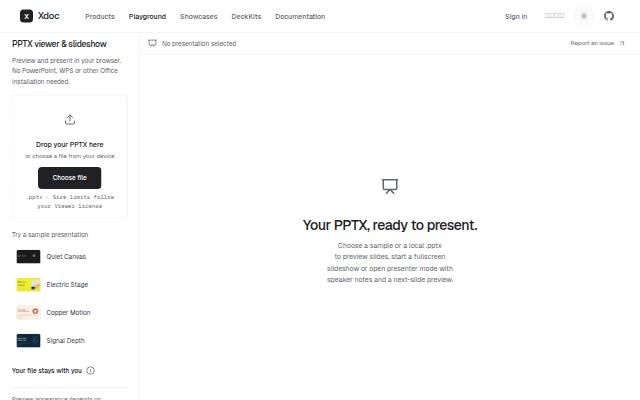 X Xdoc
Products Playground Showcases DeckKits Documentation
Sign in
PPTX viewer & slideshow
Preview and present in your browser.
No PowerPoint, WPS or other Office
installation needed.
Drop your PPTX here
or choose a file from your device
Choose file
.pptx · Size limits follow
your Viewer license
Try a sample presentation
Quiet Canvas
Electric Stage
Copper Motion
Signal Depth
Your file stays with you
Preview appearance depends on
No presentation selected
Report an issue
Your PPTX, ready to present.
Choose a sample or a local .pptx
to preview slides, start a fullscreen
slideshow or open presenter mode with
speaker notes and a next-slide preview.